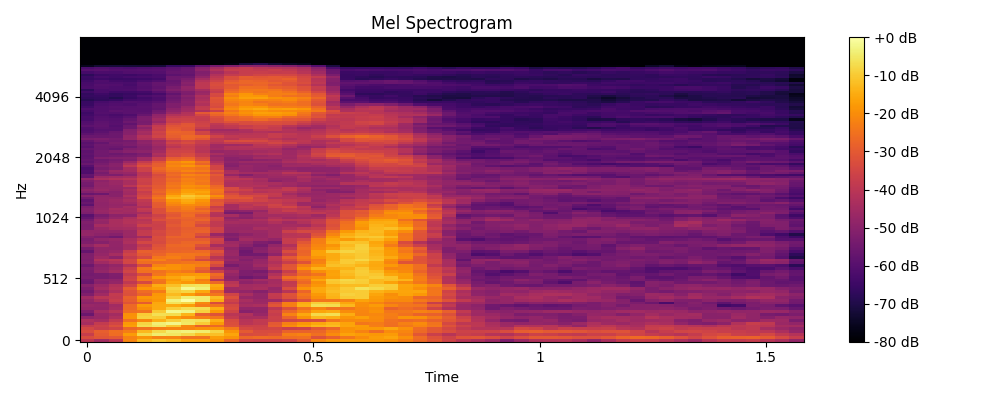 Mel Spectrogram
+0 dB
-10 dB
-20 dB
-30 dB
-40 dB
-50 dB
-60 dB
-70 dB
-80 dB
4096
2048
1024
512
0
Hz
0
0.5
1
1.5
Time